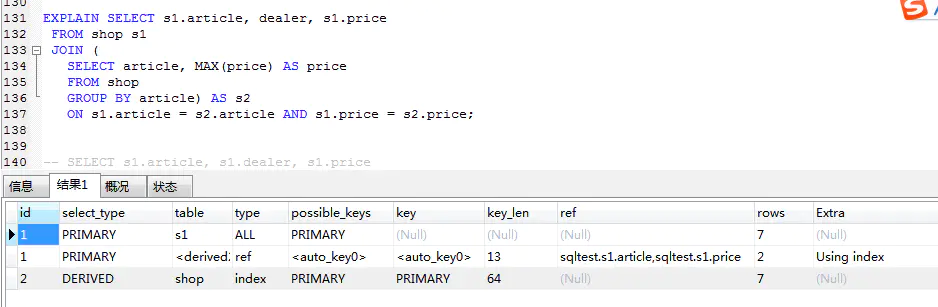 130
131 EXPLAIN SELECT s1.article, dealer, s1.price
132 FROM shop s1
133 JOIN (
134 SELECT article, MAX(price) AS price
135 FROM shop
136 GROUP BY article) AS s2
137 ON s1.article = s2.article AND s1.price = s2.price;
138
139
140 -- SELECT s1.article, s1.dealer, s1.price
信息 结果1 概况 状态
id select_type table type possible_keys key key_len ref rows Extra
1 PRIMARY s1 ALL PRIMARY (Null) (Null) (Null) 7 (Null)
1 PRIMARY <derived2 ref <auto_key0> <auto_key0> 13 sqltest.s1.article,sqltest.s1.price 2 Using index
2 DERIVED shop index PRIMARY PRIMARY 64 (Null) 7 (Null)